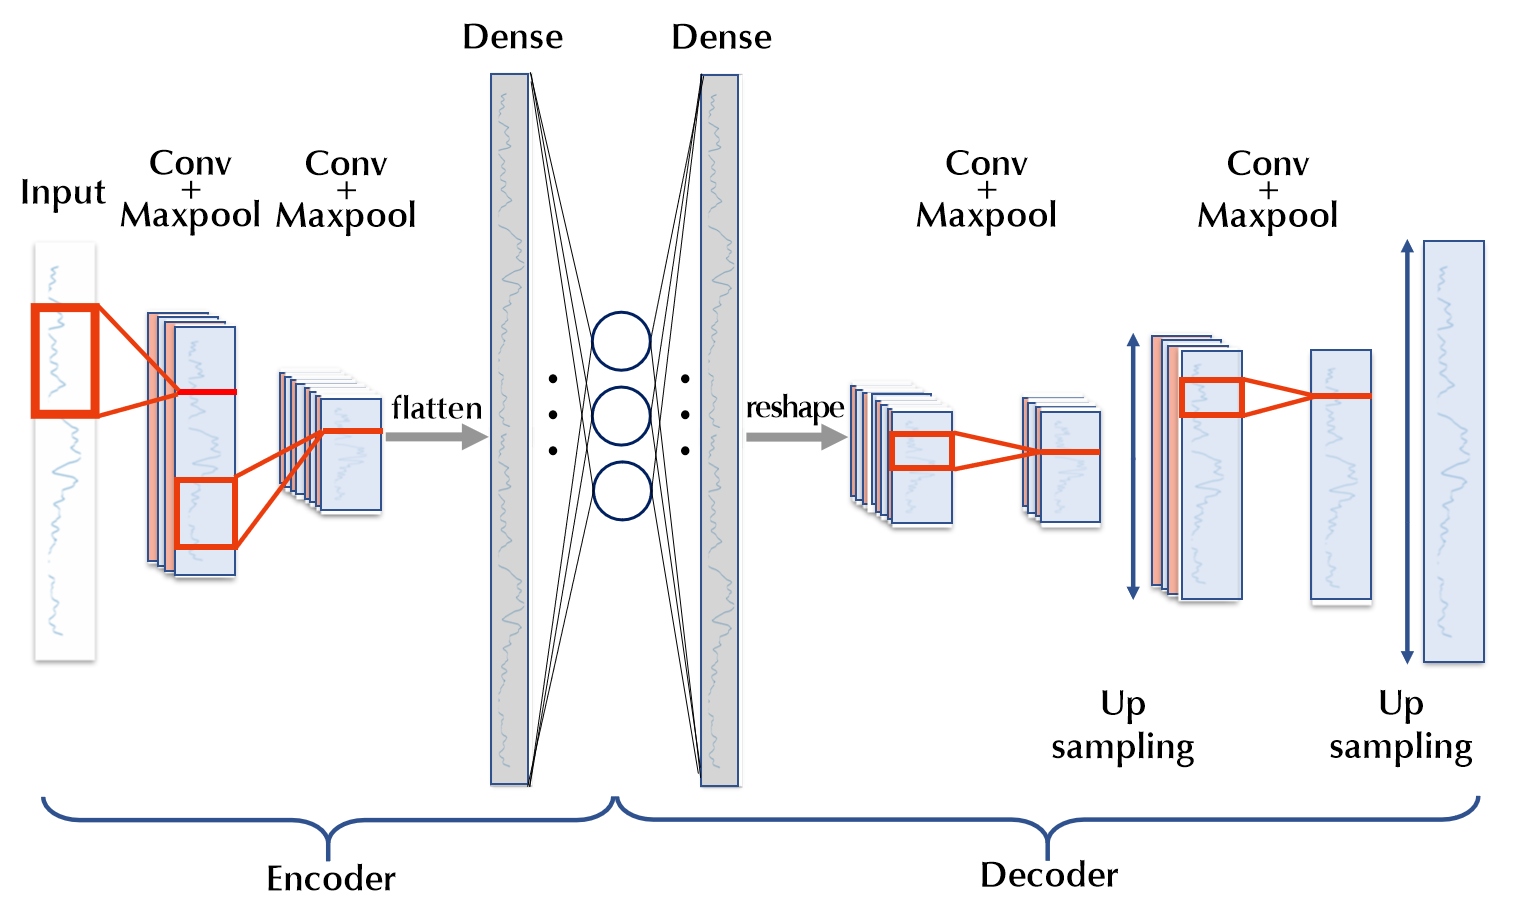 Dense
Dense
Input
Conv
+
Maxpool
Conv
+
Maxpool
Conv
+
Maxpool
Conv
+
Maxpool
flatten
reshape
Up
sampling
Up
sampling
Encoder
Decoder